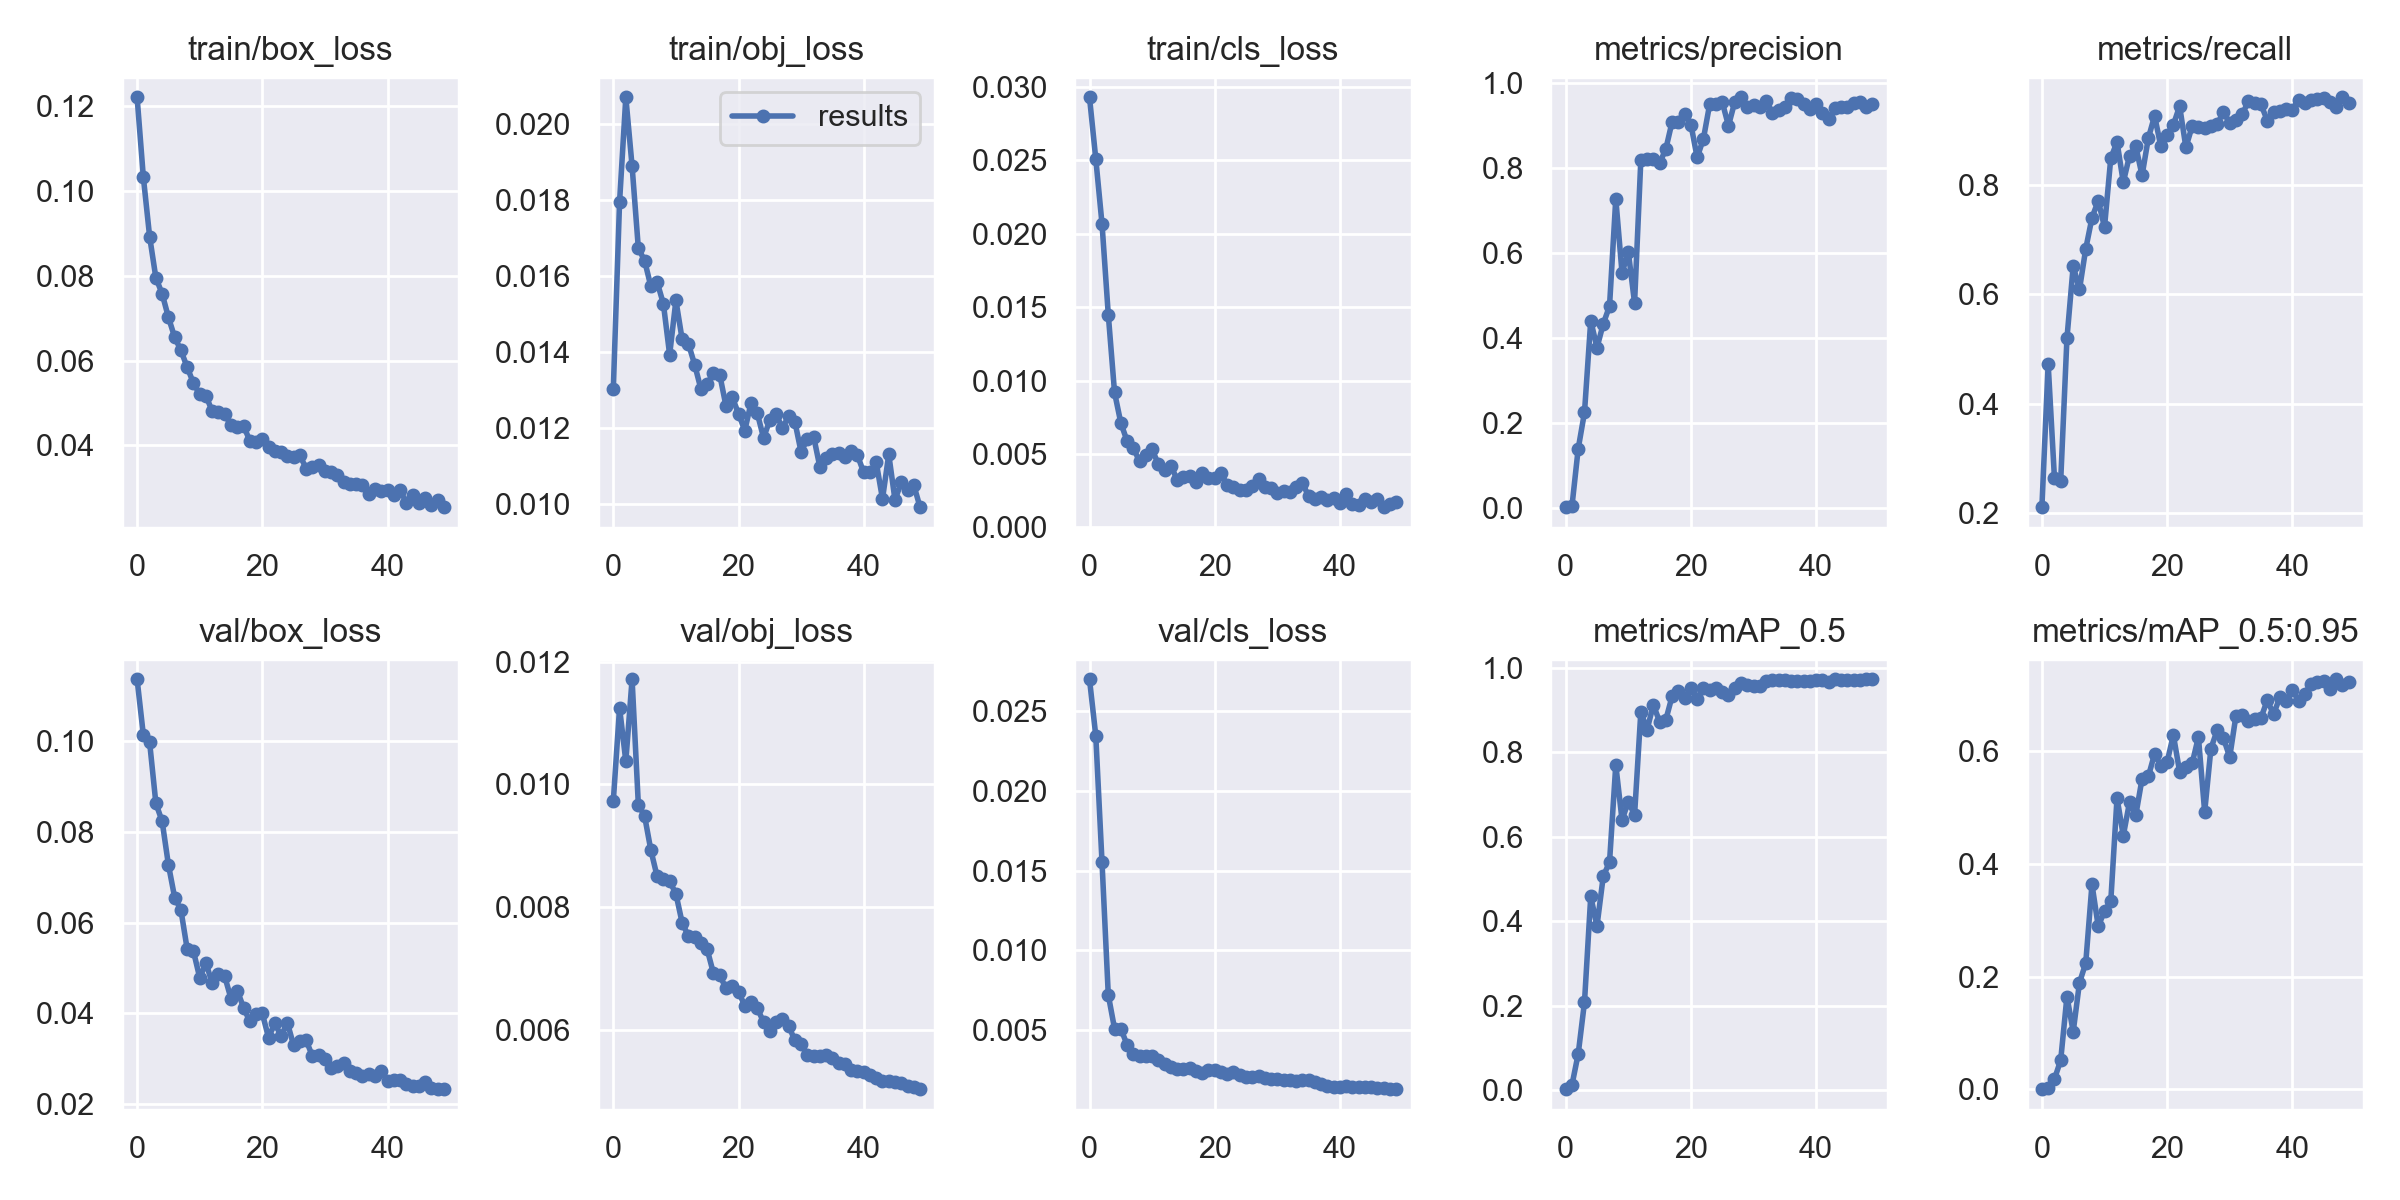 train/box_loss
0.12
0.10
0.08
0.06
0.04
0 20 40
train/obj_loss
results
0.020
0.018
0.016
0.014
0.012
0.010
0 20 40
train/cls_loss
0.030
0.025
0.020
0.015
0.010
0.005
0.000
0 20 40
metrics/precision
1.0
0.8
0.6
0.4
0.2
0.0
0 20 40
metrics/recall
0.8
0.6
0.4
0.2
0 20 40
val/box_loss
0.10
0.08
0.06
0.04
0.02
0 20 40
val/obj_loss
0.012
0.010
0.008
0.006
0 20 40
val/cls_loss
0.025
0.020
0.015
0.010
0.005
0 20 40
metrics/mAP_0.5
1.0
0.8
0.6
0.4
0.2
0.0
0 20 40
metrics/mAP_0.5:0.95
0.6
0.4
0.2
0.0
0 20 40